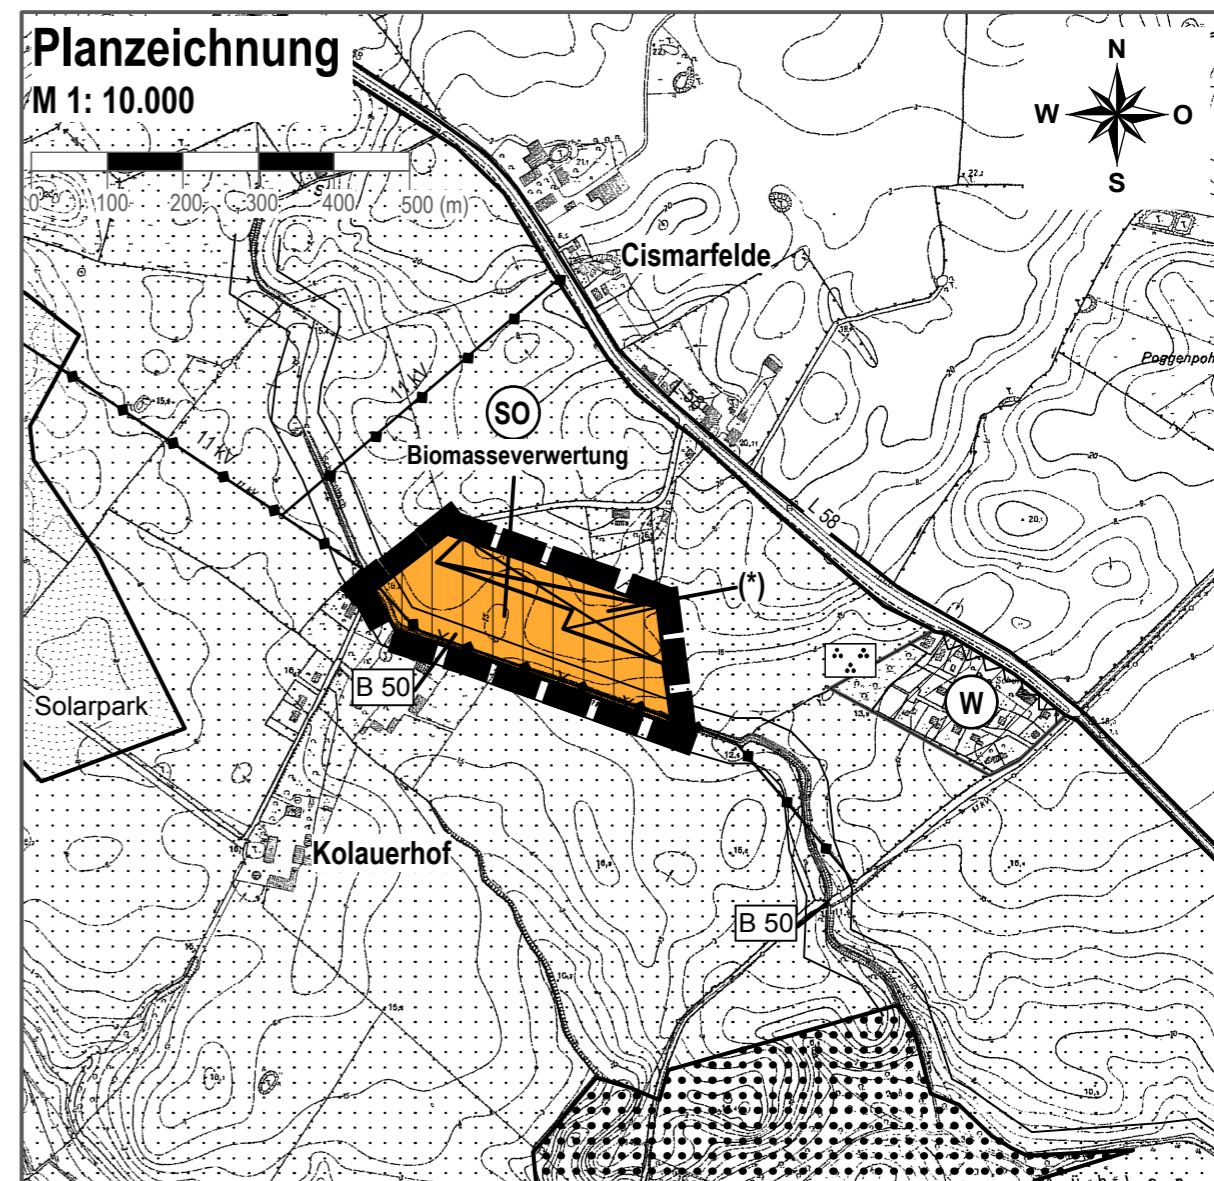 Planzeichnung
M 1: 10.000
0 100 200 300 400 500 (m)
N
W O
S
Cismarfelde
Poggenpoh
11 KV
L 58
SO
11 KV
Biomasseverwertung
L 58
(*)
B 50
Solarpark
W
Kolauerhof
B 50